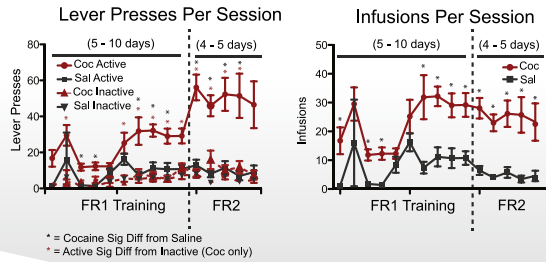 Lever Presses Per Session
(5 - 10 days)
(4 - 5 days)
Coc Active
Sal Active
Coc Inactive
Sal Inactive
Lever Presses
80
60
40
20
0
FR1 Training
FR2
* = Cocaine Sig Diff from Saline
* = Active Sig Diff from Inactive (Coc only)
Infusions Per Session
(5 - 10 days)
(4 - 5 days)
Coc
Sal
Infusions
50
40
30
20
10
0
FR1 Training
FR2